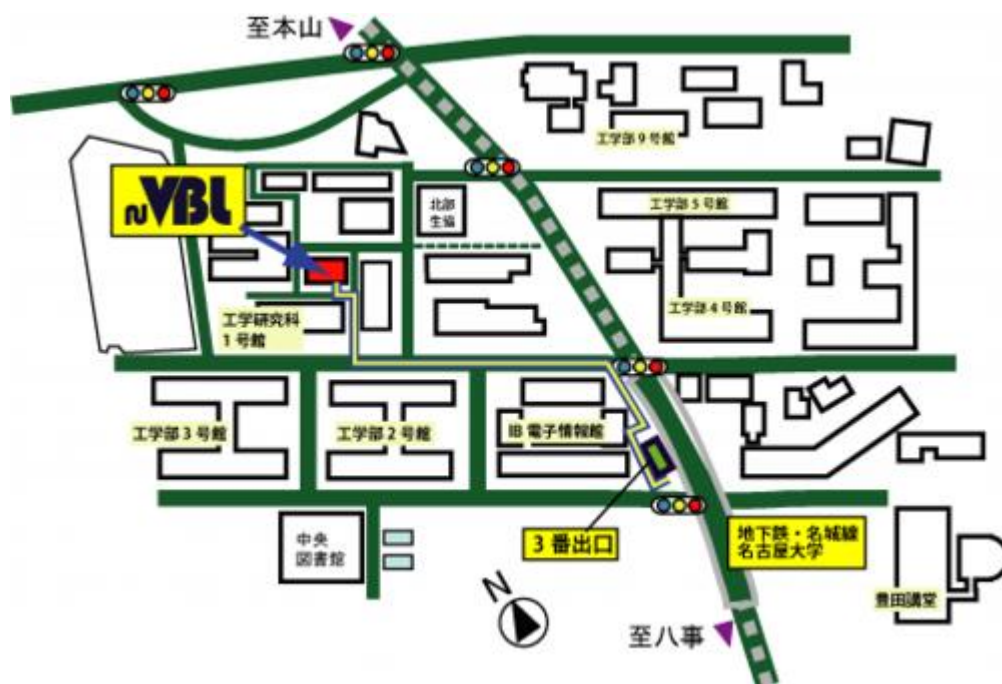 至本山
工学部9号館
VBL
北部
生協
工学部5号館
工学部4号館
工学研究科
1号館
工学部3号館
工学部2号館
IB電子情報館
3番出口
地下鉄・名城線
名古屋大学
中央
図書館
N
豊田講堂
至八事